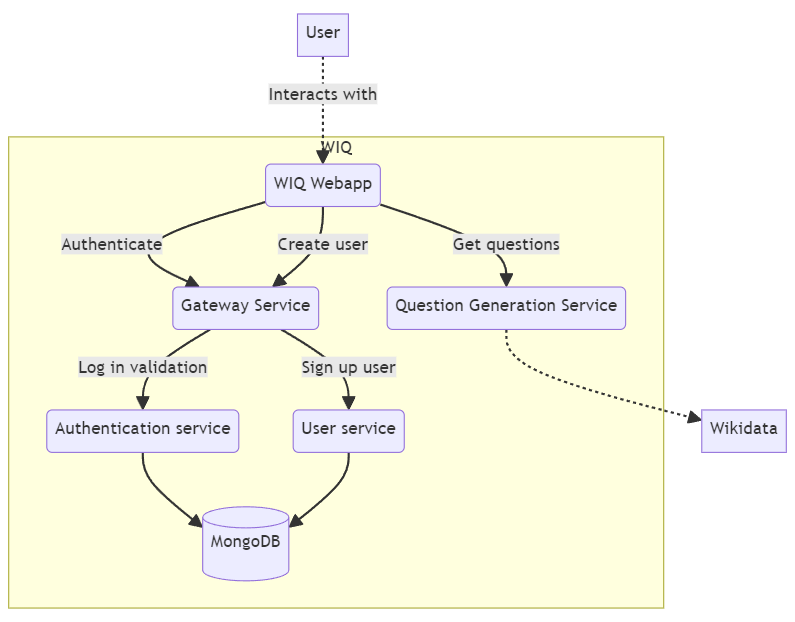 User
Interacts with
WIQ
WIQ Webapp
Authenticate
Create user
Get questions
Gateway Service
Question Generation Service
Log in validation
Sign up user
Authentication service
User service
Wikidata
MongoDB